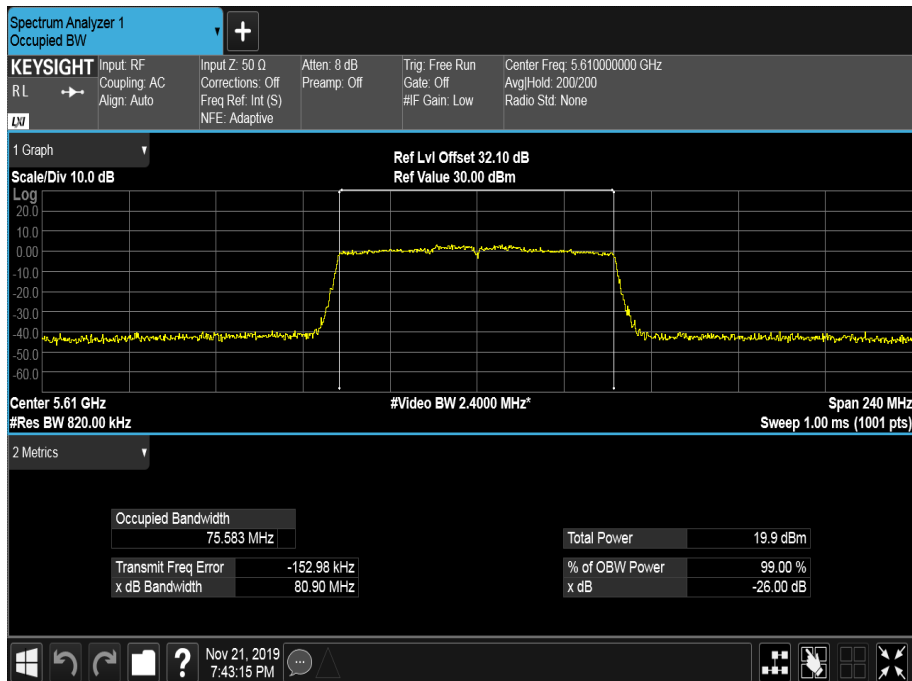 Spectrum Analyzer 1
Occupied BW
+
KEYSIGHT
RL
LXI
Input: RF
Coupling: AC
Align: Auto
Input Z: 50 Ω
Corrections: Off
Freq Ref: Int (S)
NFE: Adaptive
Atten: 8 dB
Preamp: Off
Trig: Free Run
Gate: Off
#IF Gain: Low
Center Freq: 5.610000000 GHz
Avg|Hold: 200/200
Radio Std: None
1 Graph
Scale/Div 10.0 dB
Ref Lvl Offset 32.10 dB
Ref Value 30.00 dBm
Log
20.0
10.0
0.00
-10.0
-20.0
-30.0
-40.0
-50.0
-60.0
Center 5.61 GHz
#Video BW 2.4000 MHz*
Span 240 MHz
#Res BW 820.00 kHz
Sweep 1.00 ms (1001 pts)
2 Metrics
Occupied Bandwidth
75.583 MHz
Transmit Freq Error -152.98 kHz
x dB Bandwidth 80.90 MHz
Total Power 19.9 dBm
% of OBW Power 99.00 %
x dB -26.00 dB
?
Nov 21, 2019
7:43:15 PM